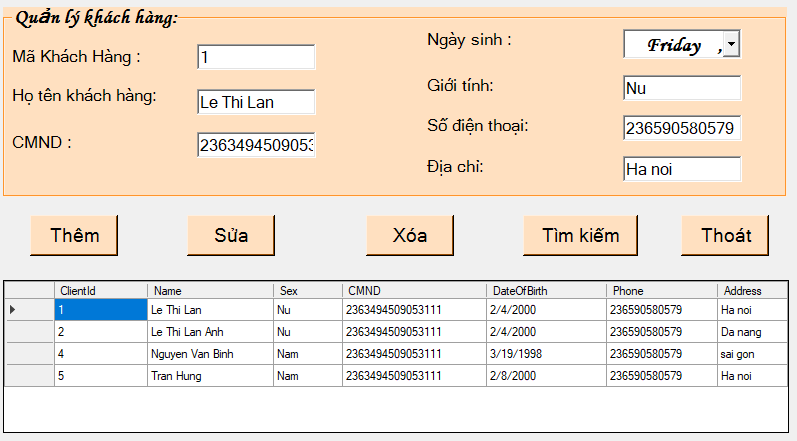 Quản lý khách hàng:
Mã Khách Hàng : 1
Họ tên khách hàng: Le Thi Lan
CMND : 2363494509053
Ngày sinh : Friday ,
Giới tính: Nu
Số điện thoại: 236590580579
Địa chỉ: Ha noi
Thêm Sửa Xóa Tìm kiếm Thoát
ClientId Name Sex CMND DateOfBirth Phone Address
1 Le Thi Lan Nu 2363494509053111 2/4/2000 236590580579 Ha noi
2 Le Thi Lan Anh Nu 2363494509053111 2/4/2000 236590580579 Da nang
4 Nguyen Van Binh Nam 2363494509053111 3/19/1998 236590580579 sai gon
5 Tran Hung Nam 2363494509053111 2/8/2000 236590580579 Ha noi